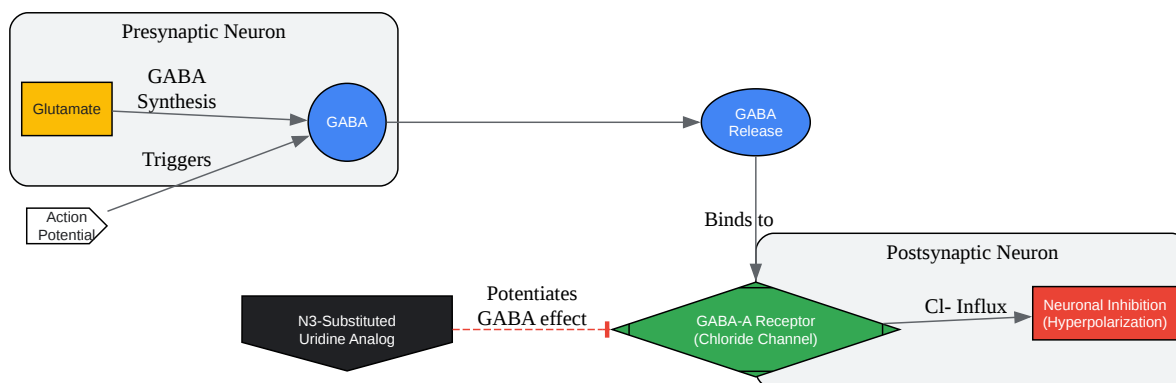 Presynaptic Neuron
GABA
Synthesis
Glutamate
GABA
Triggers
Action
Potential
GABA
Release
Binds to
Postsynaptic Neuron
N3-Substituted
Uridine Analog
Potentiates
GABA effect
GABA-A Receptor
(Chloride Channel)
Cl- Influx
Neuronal Inhibition
(Hyperpolarization)